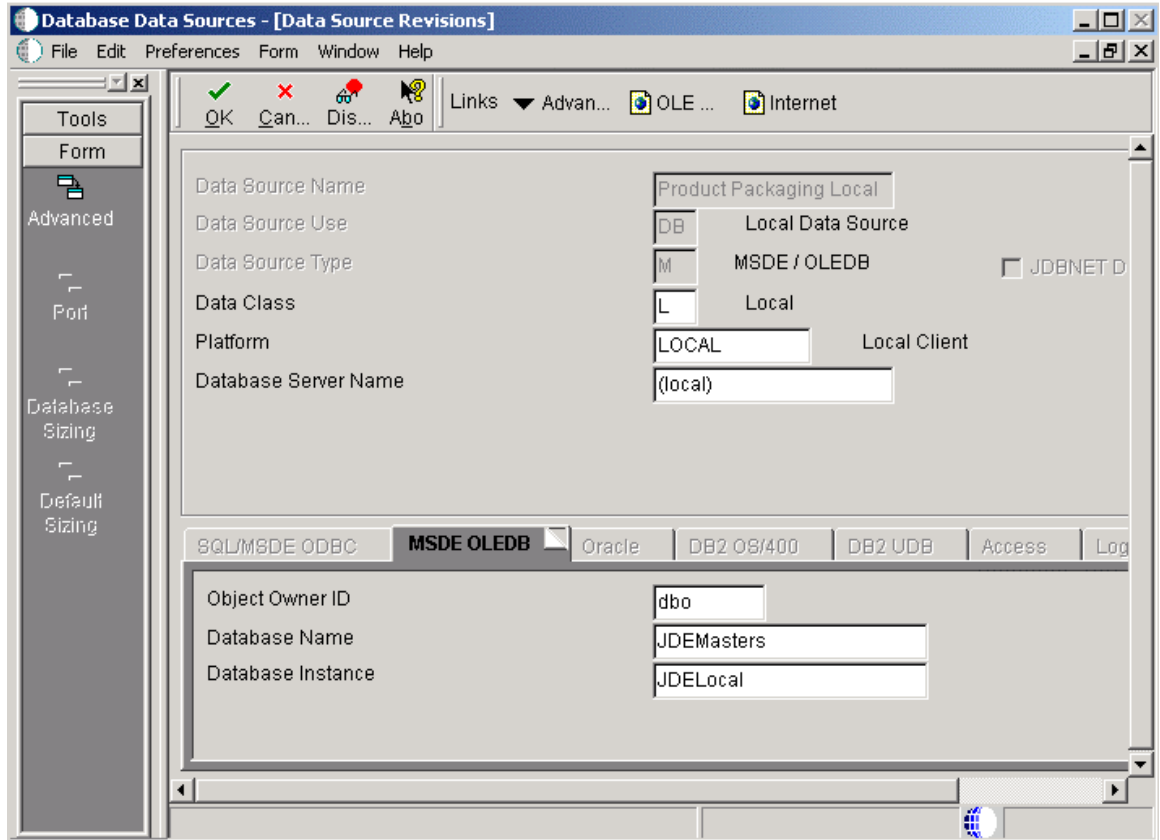 Database Data Sources - [Data Source Revisions]
File Edit Preferences Form Window Help
Tools
Form
Advanced
Port
Database
Sizing
Default
Sizing
OK Can... Dis... Abo Links Advan... OLE ... Internet
Data Source Name Product Packaging Local
Data Source Use DB Local Data Source
Data Source Type M MSDE / OLEDB JDBNET D
Data Class L Local
Platform LOCAL Local Client
Database Server Name (local)
SQL/MSDE ODBC MSDE OLEDB Oracle DB2 OS/400 DB2 UDB Access Log
Object Owner ID dbo
Database Name JDEMasters
Database Instance JDELocal